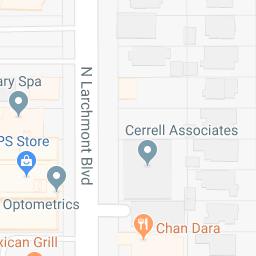 N Larchmont Blvd
ary Spa
Cerrell Associates
PS Store
Optometrics
Chan Dara
xican Grill